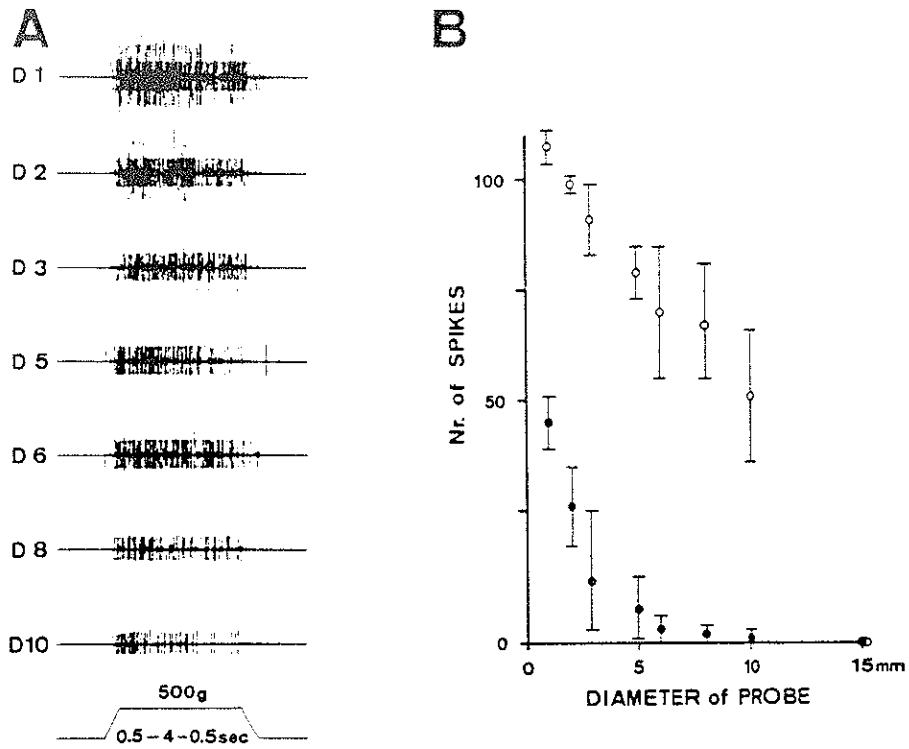 A
D 1
D 2
D 3
D 5
D 6
D 8
D10
500g
0.5 - 4 - 0.5sec
B
Nr. of SPIKES
100
50
0
0
5
10
15mm
DIAMETER of PROBE